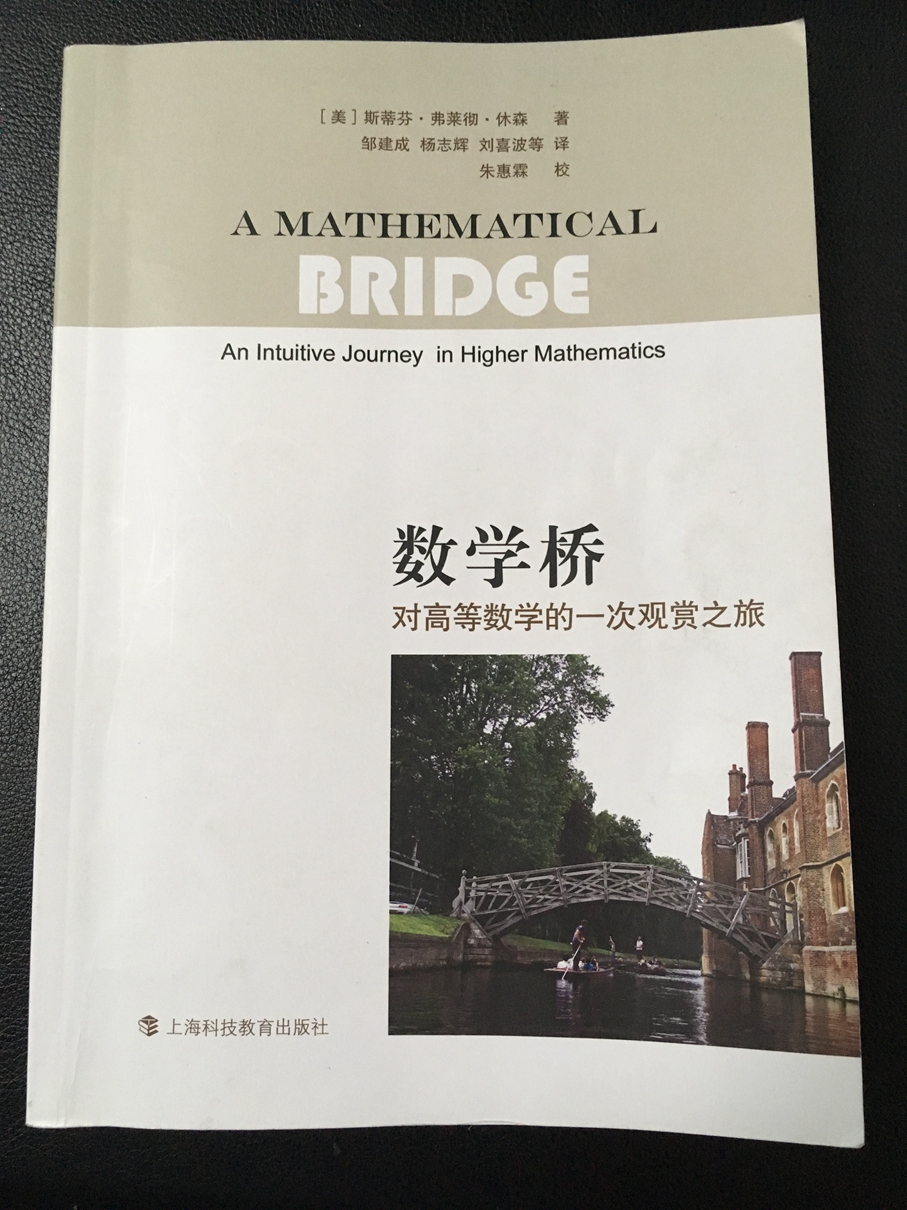 [美]斯蒂芬·弗莱彻·休森 著
邹建成 杨志辉 刘喜波等 译
朱惠霖 校
A MATHEMATICAL
BRIDGE
An Intuitive Journey in Higher Mathematics
数学桥
对高等数学的一次观赏之旅
上海科技教育出版社